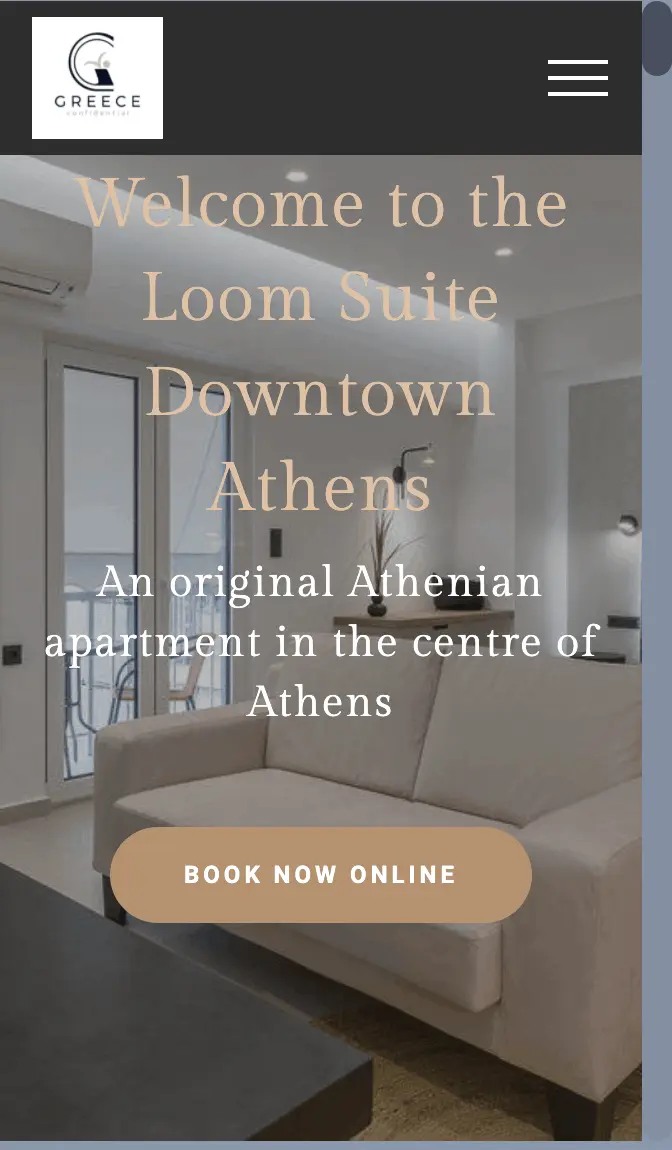 GREECE
confidential
Welcome to the
Loom Suite
Downtown
Athens
An original Athenian
apartment in the centre of
Athens
BOOK NOW ONLINE